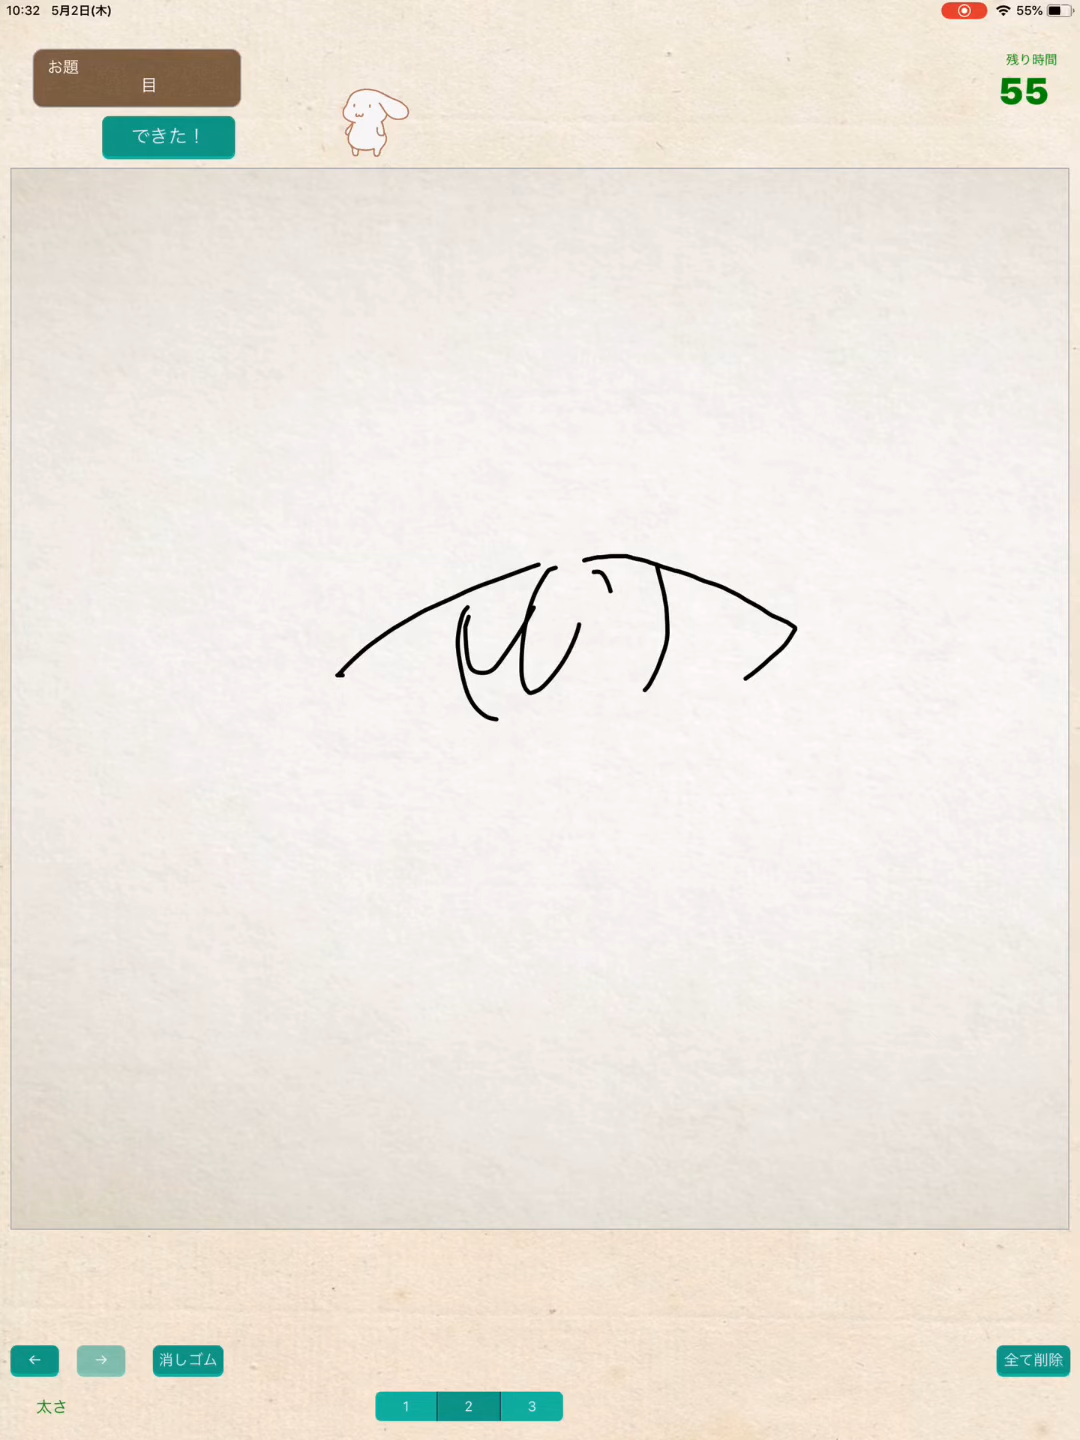 10:32 5月2日(木)
55%
お題
目
できた！
残り時間
55
←
→
消しゴム
全て削除
太さ
1
2
3